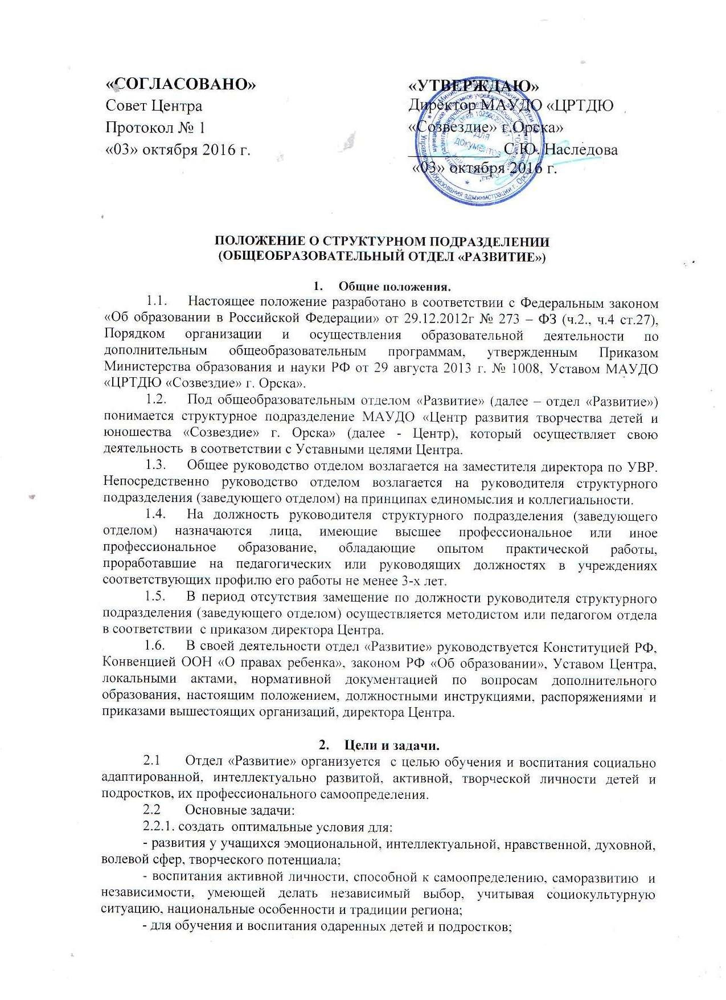 «СОГЛАСОВАНО»
Совет Центра
Протокол № 1
«03» октября 2016 г.
«УТВЕРЖДАЮ»
Директор МАУДО «ЦРТДЮ
«Созвездие» г.Орска»
____________ С.Ю. Наследова
«03» октября 2016 г.
ДЛЯ
ДОКУМЕНТОВ
ПОЛОЖЕНИЕ О СТРУКТУРНОМ ПОДРАЗДЕЛЕНИИ
(ОБЩЕОБРАЗОВАТЕЛЬНЫЙ ОТДЕЛ «РАЗВИТИЕ»)
1. Общие положения.
1.1. Настоящее положение разработано в соответствии с Федеральным законом
«Об образовании в Российской Федерации» от 29.12.2012г № 273 – ФЗ (ч.2., ч.4 ст.27),
Порядком организации и осуществления образовательной деятельности по
дополнительным общеобразовательным программам, утвержденным Приказом
Министерства образования и науки РФ от 29 августа 2013 г. № 1008, Уставом МАУДО
«ЦРТДЮ «Созвездие» г. Орска».
1.2. Под общеобразовательным отделом «Развитие» (далее – отдел «Развитие»)
понимается структурное подразделение МАУДО «Центр развития творчества детей и
юношества «Созвездие» г. Орска» (далее - Центр), который осуществляет свою
деятельность в соответствии с Уставными целями Центра.
1.3. Общее руководство отделом возлагается на заместителя директора по УВР.
Непосредственно руководство отделом возлагается на руководителя структурного
подразделения (заведующего отделом) на принципах единомыслия и коллегиальности.
1.4. На должность руководителя структурного подразделения (заведующего
отделом) назначаются лица, имеющие высшее профессиональное или иное
профессиональное образование, обладающие опытом практической работы,
проработавшие на педагогических или руководящих должностях в учреждениях
соответствующих профилю его работы не менее 3-х лет.
1.5. В период отсутствия замещение по должности руководителя структурного
подразделения (заведующего отделом) осуществляется методистом или педагогом отдела
в соответствии с приказом директора Центра.
1.6. В своей деятельности отдел «Развитие» руководствуется Конституцией РФ,
Конвенцией ООН «О правах ребенка», законом РФ «Об образовании», Уставом Центра,
локальными актами, нормативной документацией по вопросам дополнительного
образования, настоящим положением, должностными инструкциями, распоряжениями и
приказами вышестоящих организаций, директора Центра.
2. Цели и задачи.
2.1 Отдел «Развитие» организуется с целью обучения и воспитания социально
адаптированной, интеллектуально развитой, активной, творческой личности детей и
подростков, их профессионального самоопределения.
2.2 Основные задачи:
2.2.1. создать оптимальные условия для:
- развития у учащихся эмоциональной, интеллектуальной, нравственной, духовной,
волевой сфер, творческого потенциала;
- воспитания активной личности, способной к самоопределению, саморазвитию и
независимости, умеющей делать независимый выбор, учитывая социокультурную
ситуацию, национальные особенности и традиции региона;
- для обучения и воспитания одаренных детей и подростков;